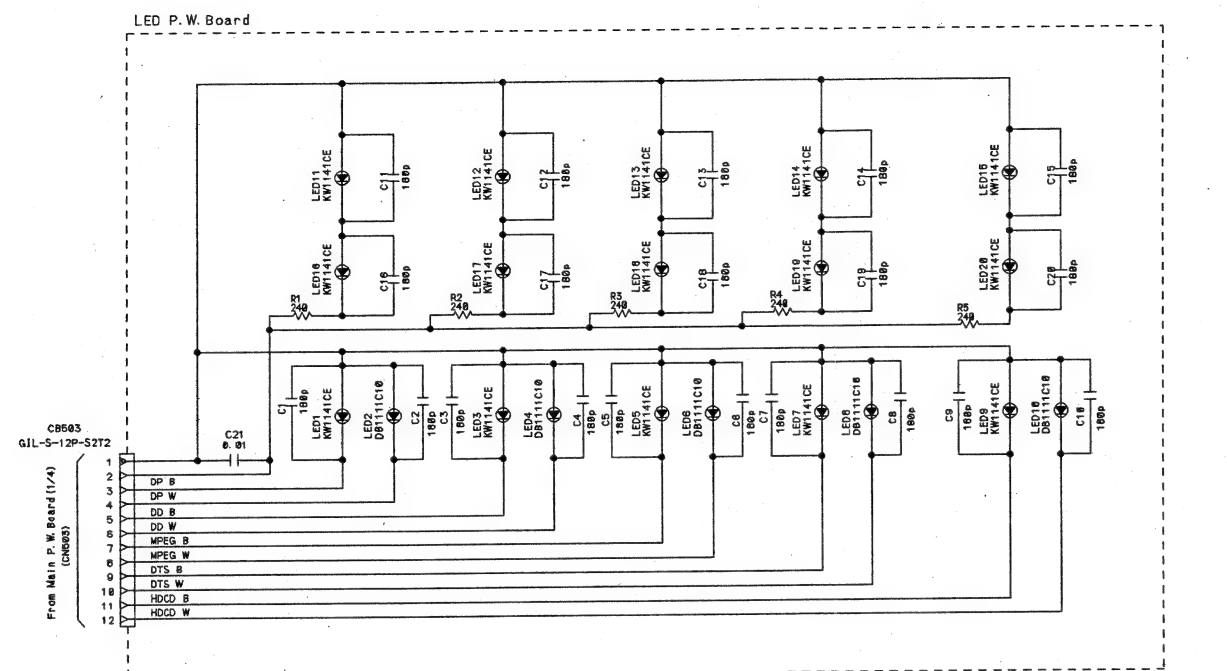 LED P.W.Board
LED11
KW1141CE
C11
180p
LED12
KW1141CE
C12
180p
LED13
KW1141CE
C13
180p
LED14
KW1141CE
C14
180p
LED15
KW1141CE
C15
180p
LED16
KW1141CE
C16
180p
LED17
KW1141CE
C17
180p
LED18
KW1141CE
C18
180p
LED19
KW1141CE
C19
180p
LED20
KW1141CE
C20
180p
R1
240
R2
240
R3
240
R4
240
R5
240
C1
180p
LED1
KW1141CE
LED2
DB1111C10
C2
180p
C3
180p
LED3
KW1141CE
LED4
DB1111C10
C4
180p
C5
180p
LED5
KW1141CE
LED6
DB1111C10
C6
180p
C7
180p
LED7
KW1141CE
LED8
DB1111C10
C8
180p
C9
180p
LED9
KW1141CE
LED10
DB1111C10
C10
180p
CB503
GIL-S-12P-S2T2
C21
0.01
From Main P.W.Board(1/4)
(CN503)
1
2
3 DP B
4 DP W
5 DD B
6 DD W
7 MPEG B
8 MPEG W
9 DTS B
10 DTS W
11 HDCD B
12 HDCD W